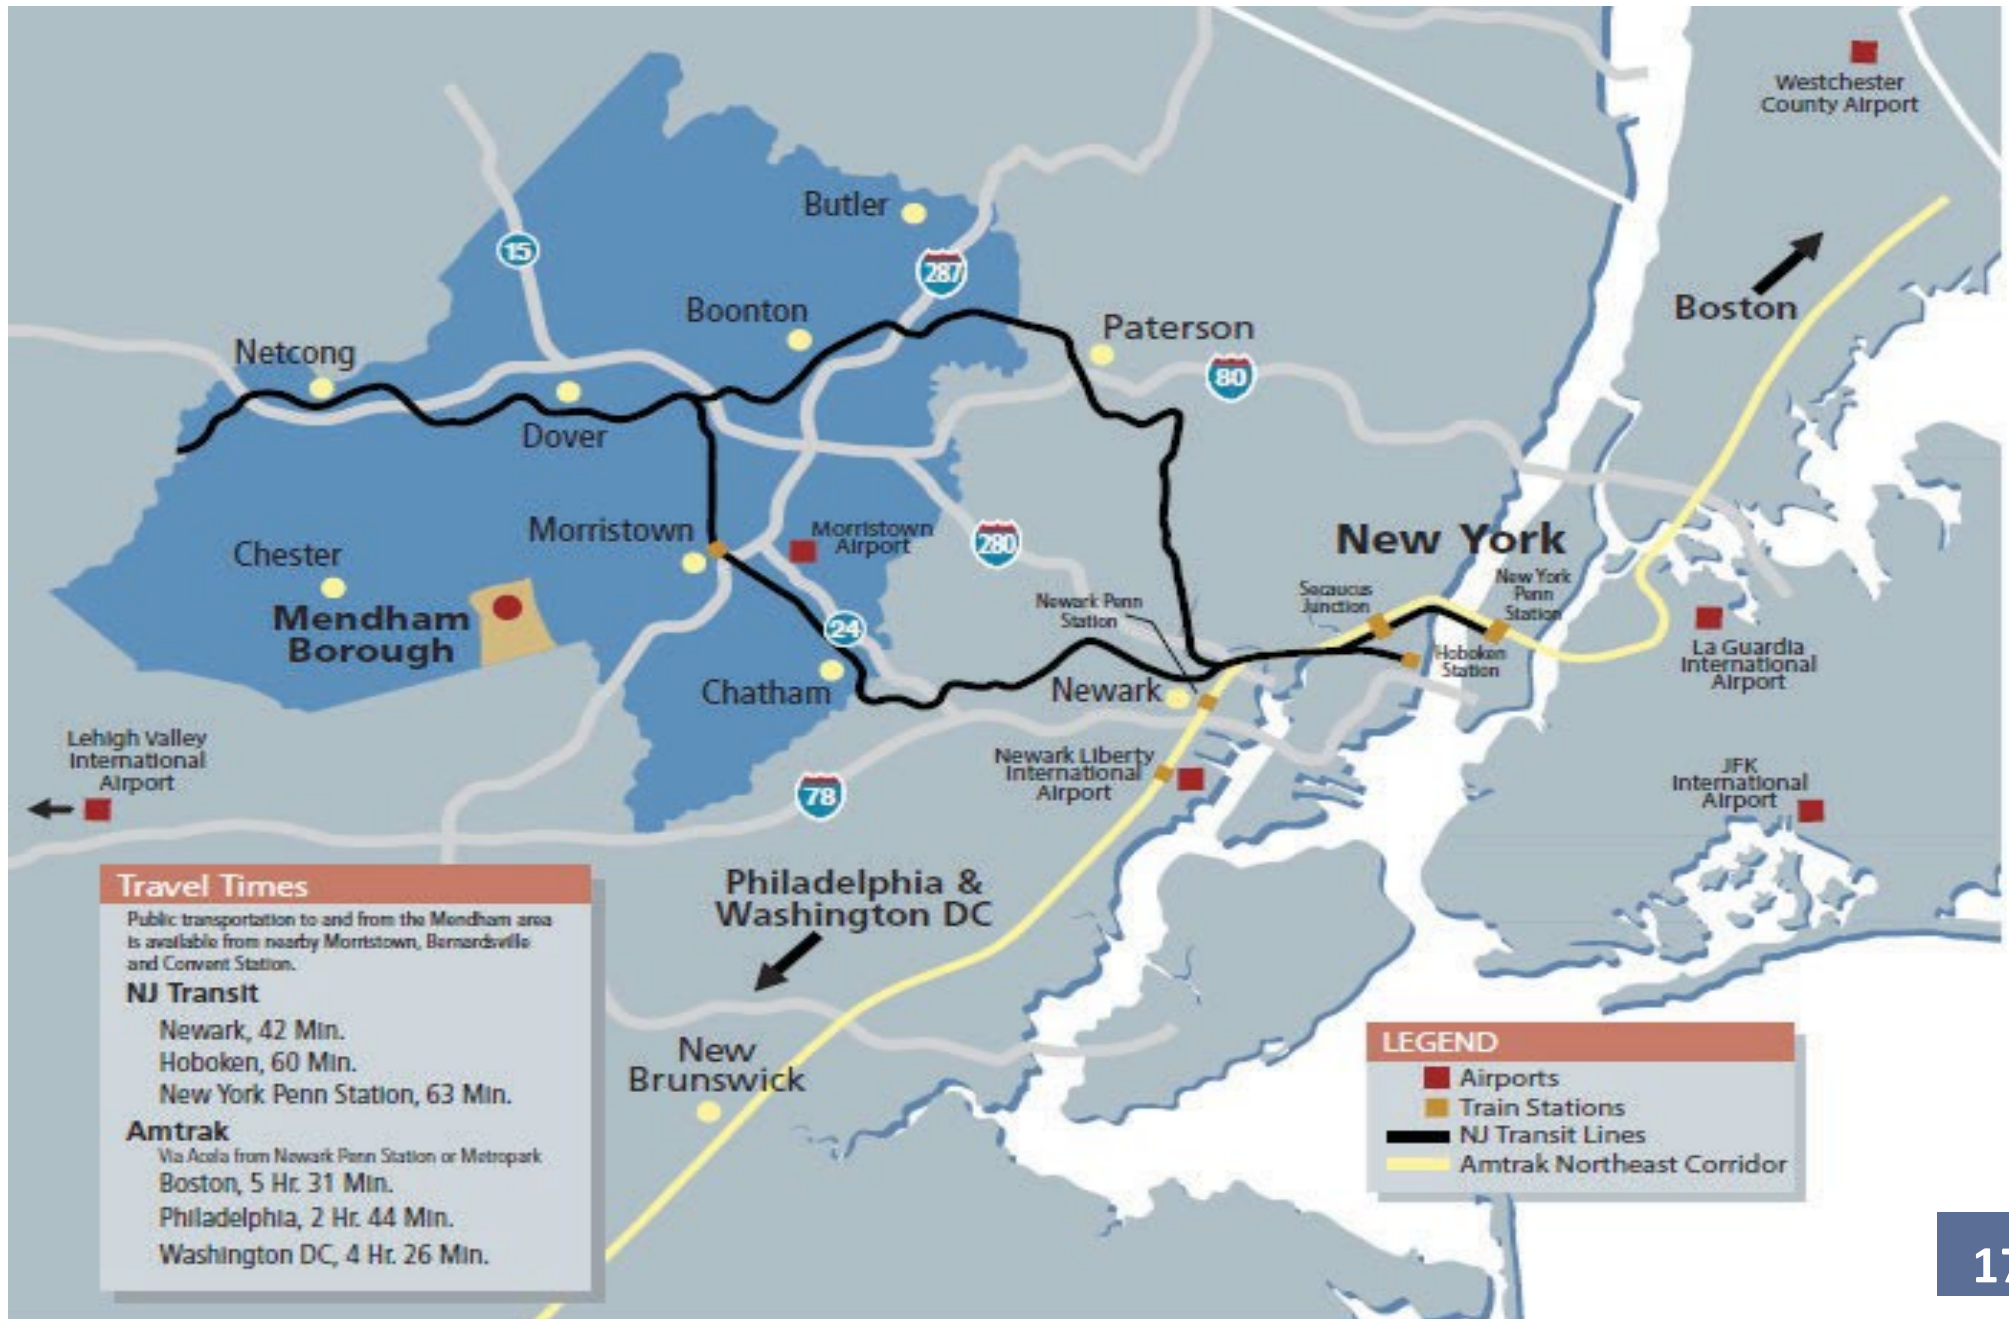 Westchester
County Airport
Butler
15
287
Boston
Boonton
Paterson
Netcong
80
Dover
Morristown
Morristown
Airport
280
New York
Chester
Secaucus
Junction
New York
Penn
Station
Newark Penn
Station
Mendham
Borough
24
La Guardia
International
Airport
Hoboken
Station
Chatham
Newark
Lehigh Valley
International
Airport
Newark Liberty
International
Airport
JFK
International
Airport
78
Philadelphia &
Washington DC
New
Brunswick
Travel Times
Public transportation to and from the Mendham area
is available from nearby Morristown, Bernardsville
and Convent Station.
NJ Transit
Newark, 42 Min.
Hoboken, 60 Min.
New York Penn Station, 63 Min.
Amtrak
Via Acela from Newark Penn Station or Metropark
Boston, 5 Hr. 31 Min.
Philadelphia, 2 Hr. 44 Min.
Washington DC, 4 Hr. 26 Min.
LEGEND
Airports
Train Stations
NJ Transit Lines
Amtrak Northeast Corridor
17